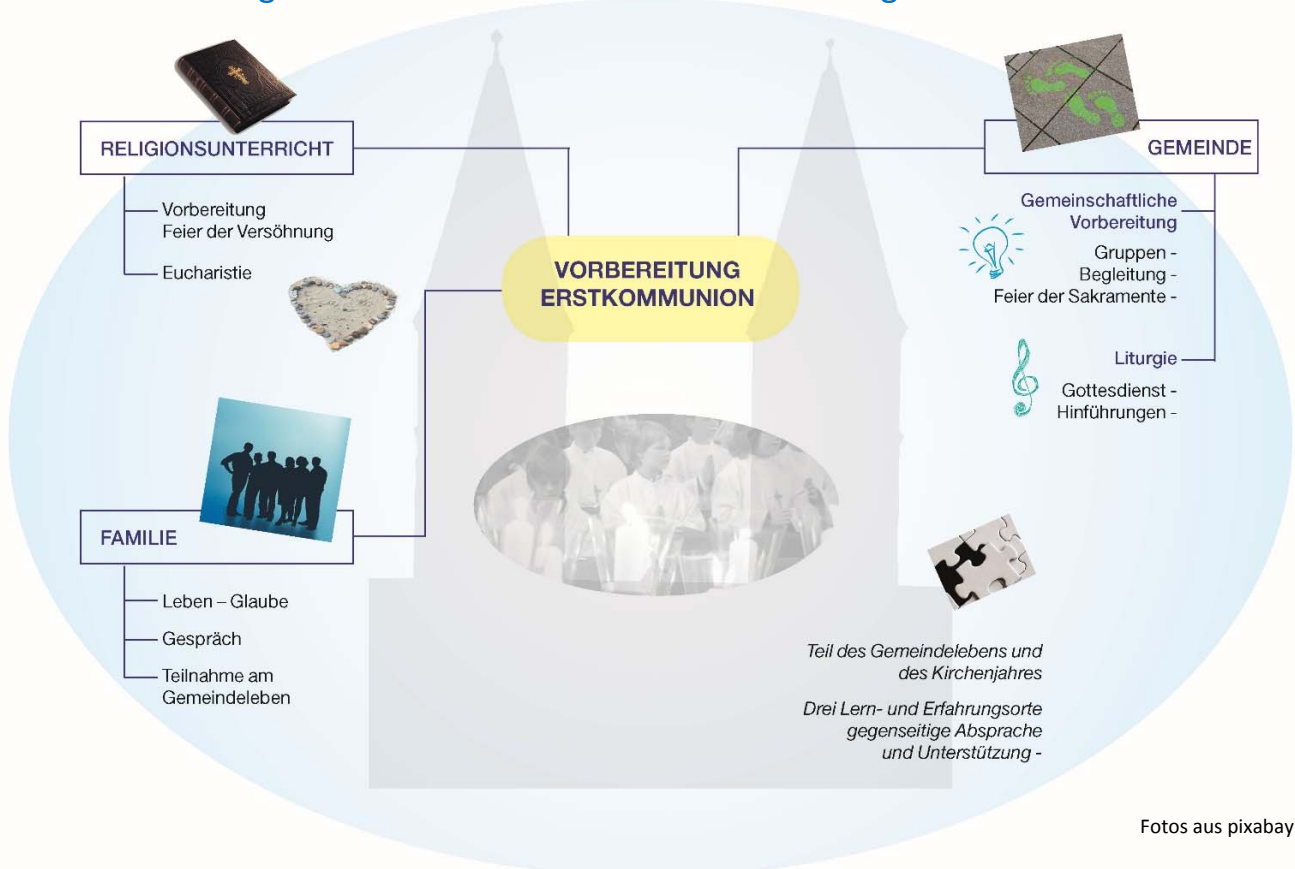 RELIGIONSUNTERRICHT
Vorbereitung
Feier der Versöhnung
Eucharistie
VORBEREITUNG
ERSTKOMMUNION
GEMEINDE
Gemeinschaftliche
Vorbereitung
Gruppen -
Begleitung -
Feier der Sakramente -
Liturgie
Gottesdienst -
Hinführungen -
FAMILIE
Leben – Glaube
Gespräch
Teilnahme am
Gemeindeleben
Teil des Gemeindelebens und
des Kirchenjahres
Drei Lern- und Erfahrungsorte
gegenseitige Absprache
und Unterstützung -
Fotos aus pixabay